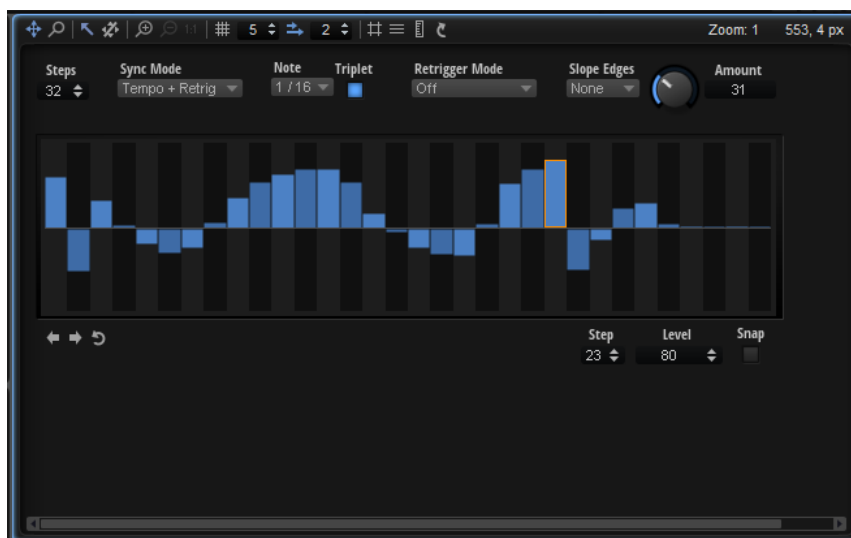 5 2 Zoom: 1 553, 4 px
Steps Sync Mode Note Triplet Retrigger Mode Slope Edges Amount
32 Tempo + Retrig 1 / 16 Off None 31
Step Level Snap
23 80